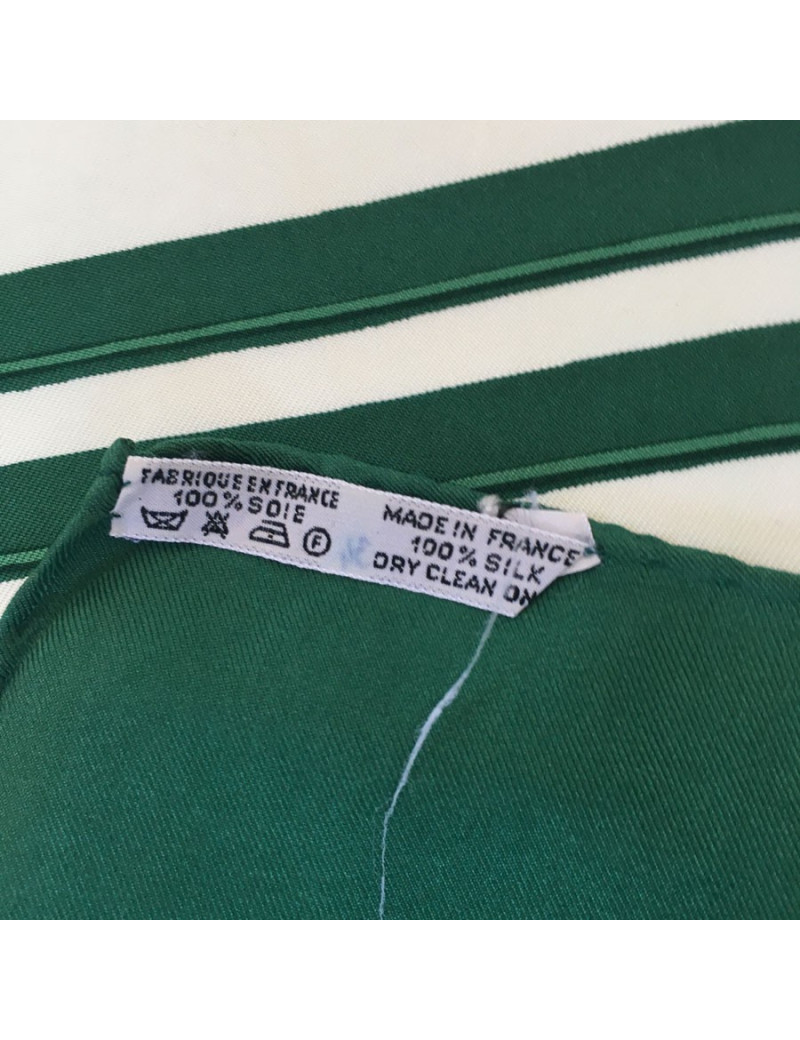 FABRIQUE EN FRANCE
100% SOIE
F
MADE IN FRANCE
100% SILK
DRY CLEAN ON